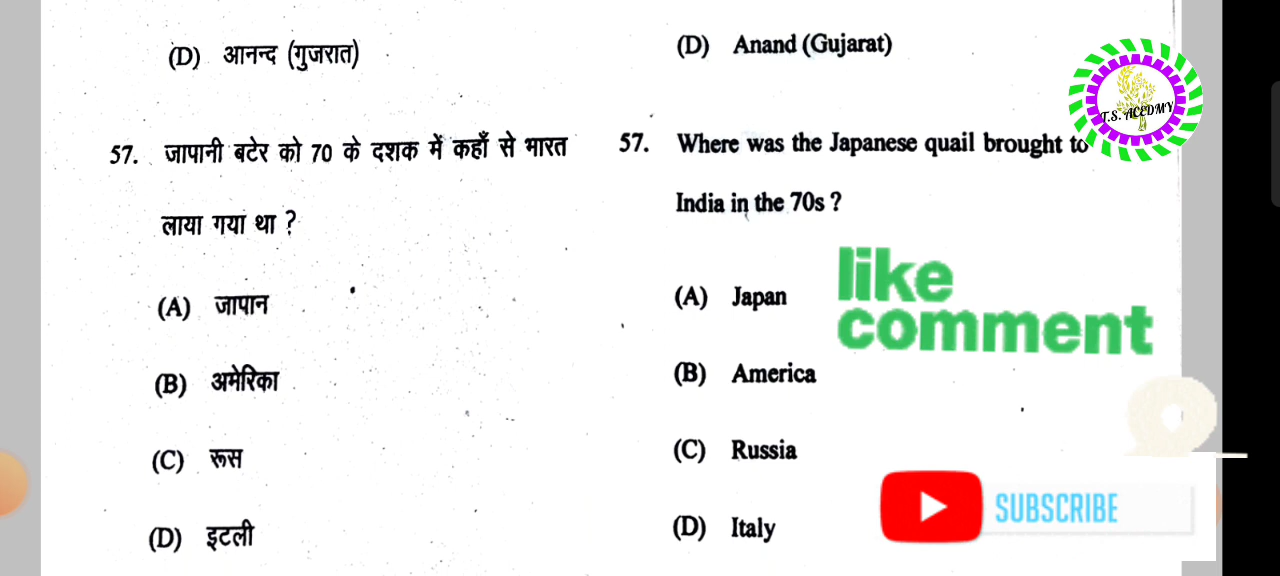 (D) आनन्द (गुजरात)
57. जापानी बटेर को 70 के दशक में कहाँ से भारत
लाया गया था ?
(A) जापान
(B) अमेरिका
(C) रूस
(D) इटली
(D) Anand (Gujarat)
57. Where was the Japanese quail brought to
India in the 70s ?
(A) Japan
(B) America
(C) Russia
(D) Italy
T.S. ACEDMY
like
comment
SUBSCRIBE